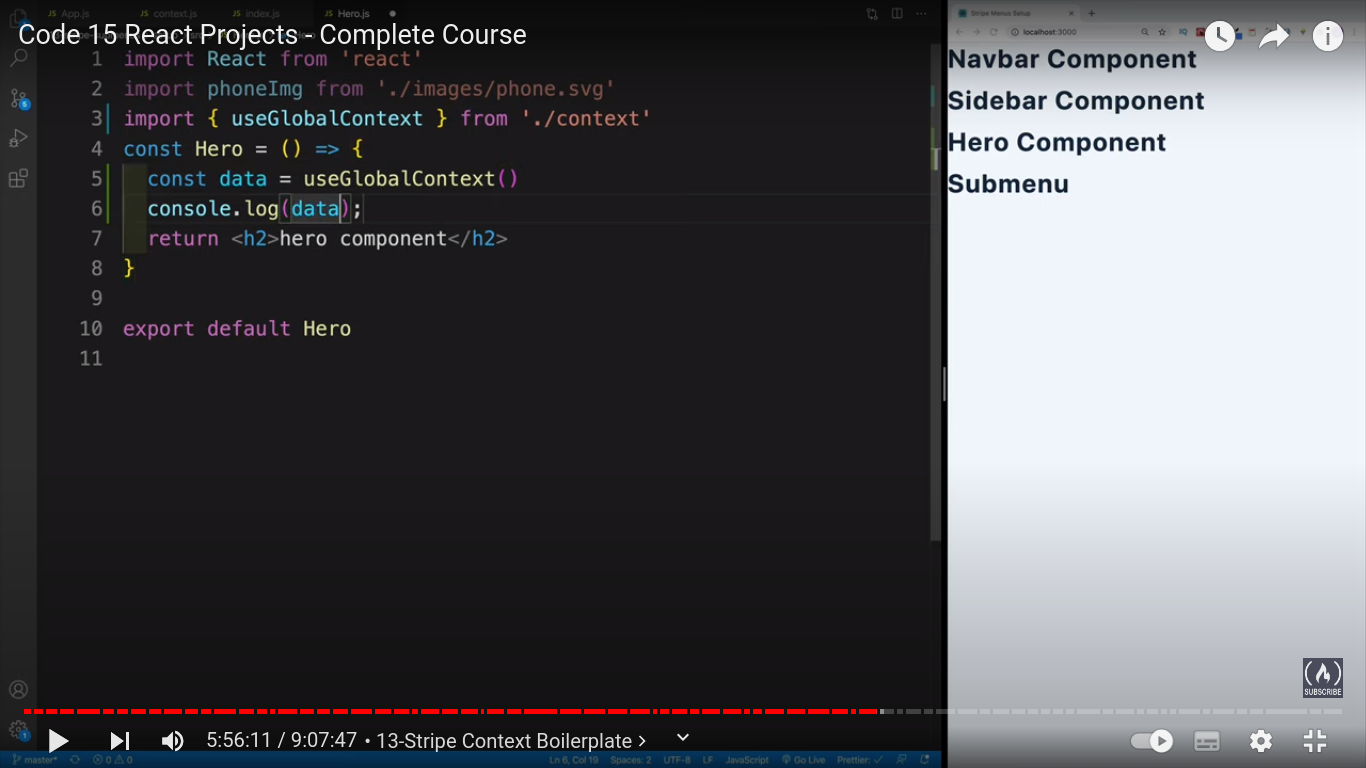 App.js context.js index.js Hero.js
Stripe Menus Setup
Code 15 React Projects - Complete Course
localhost:3000
1 import React from 'react'
2 import phoneImg from './images/phone.svg'
3 import { useGlobalContext } from './context'
4 const Hero = () => {
5 const data = useGlobalContext()
6 console.log(data);
7 return <h2>hero component</h2>
8 }
9
10 export default Hero
11
Navbar Component
Sidebar Component
Hero Component
Submenu
SUBSCRIBE
5:56:11 / 9:07:47 • 13-Stripe Context Boilerplate >
master* 0 0 Ln 6, Col 19 Spaces: 2 UTF-8 LF JavaScript Go Live Prettier: ✓